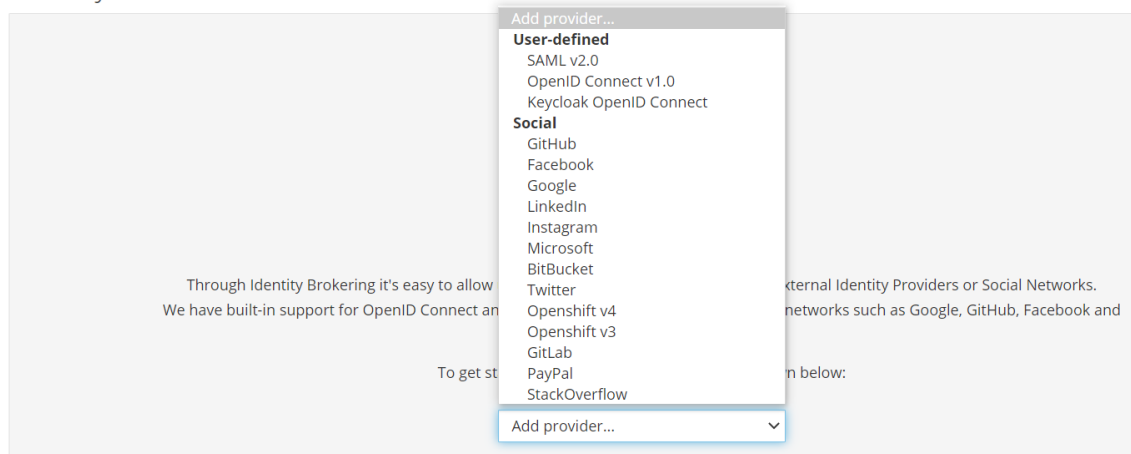 Add provider...
User-defined
SAML v2.0
OpenID Connect v1.0
Keycloak OpenID Connect
Social
GitHub
Facebook
Google
LinkedIn
Instagram
Microsoft
BitBucket
Twitter
Openshift v4
Openshift v3
GitLab
PayPal
StackOverflow
Through Identity Brokering it's easy to allow Identity Providers or Social Networks.
We have built-in support for OpenID Connect networks such as Google, GitHub, Facebook and
To get below:
Add provider...